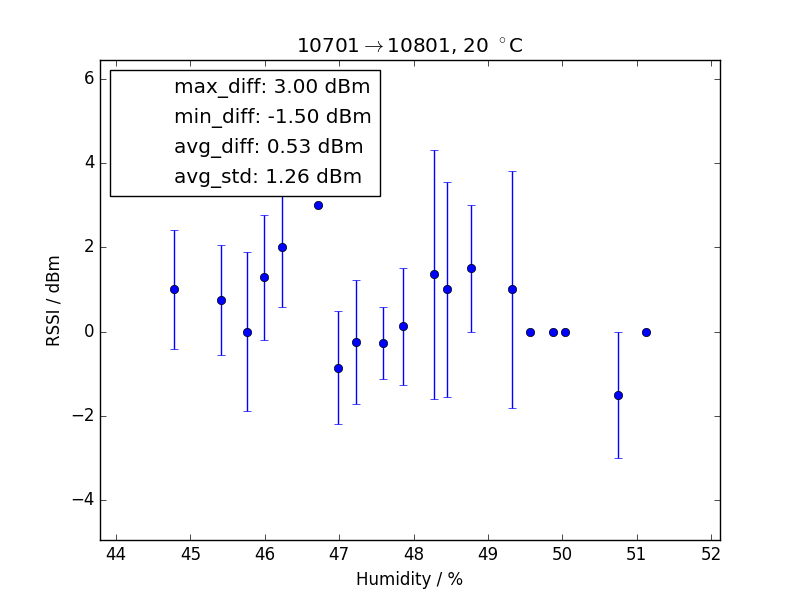 10701→10801, 20 °C
max_diff: 3.00 dBm
min_diff: -1.50 dBm
avg_diff: 0.53 dBm
avg_std: 1.26 dBm
RSSI / dBm
6
4
2
0
−2
−4
44 45 46 47 48 49 50 51 52
Humidity / %